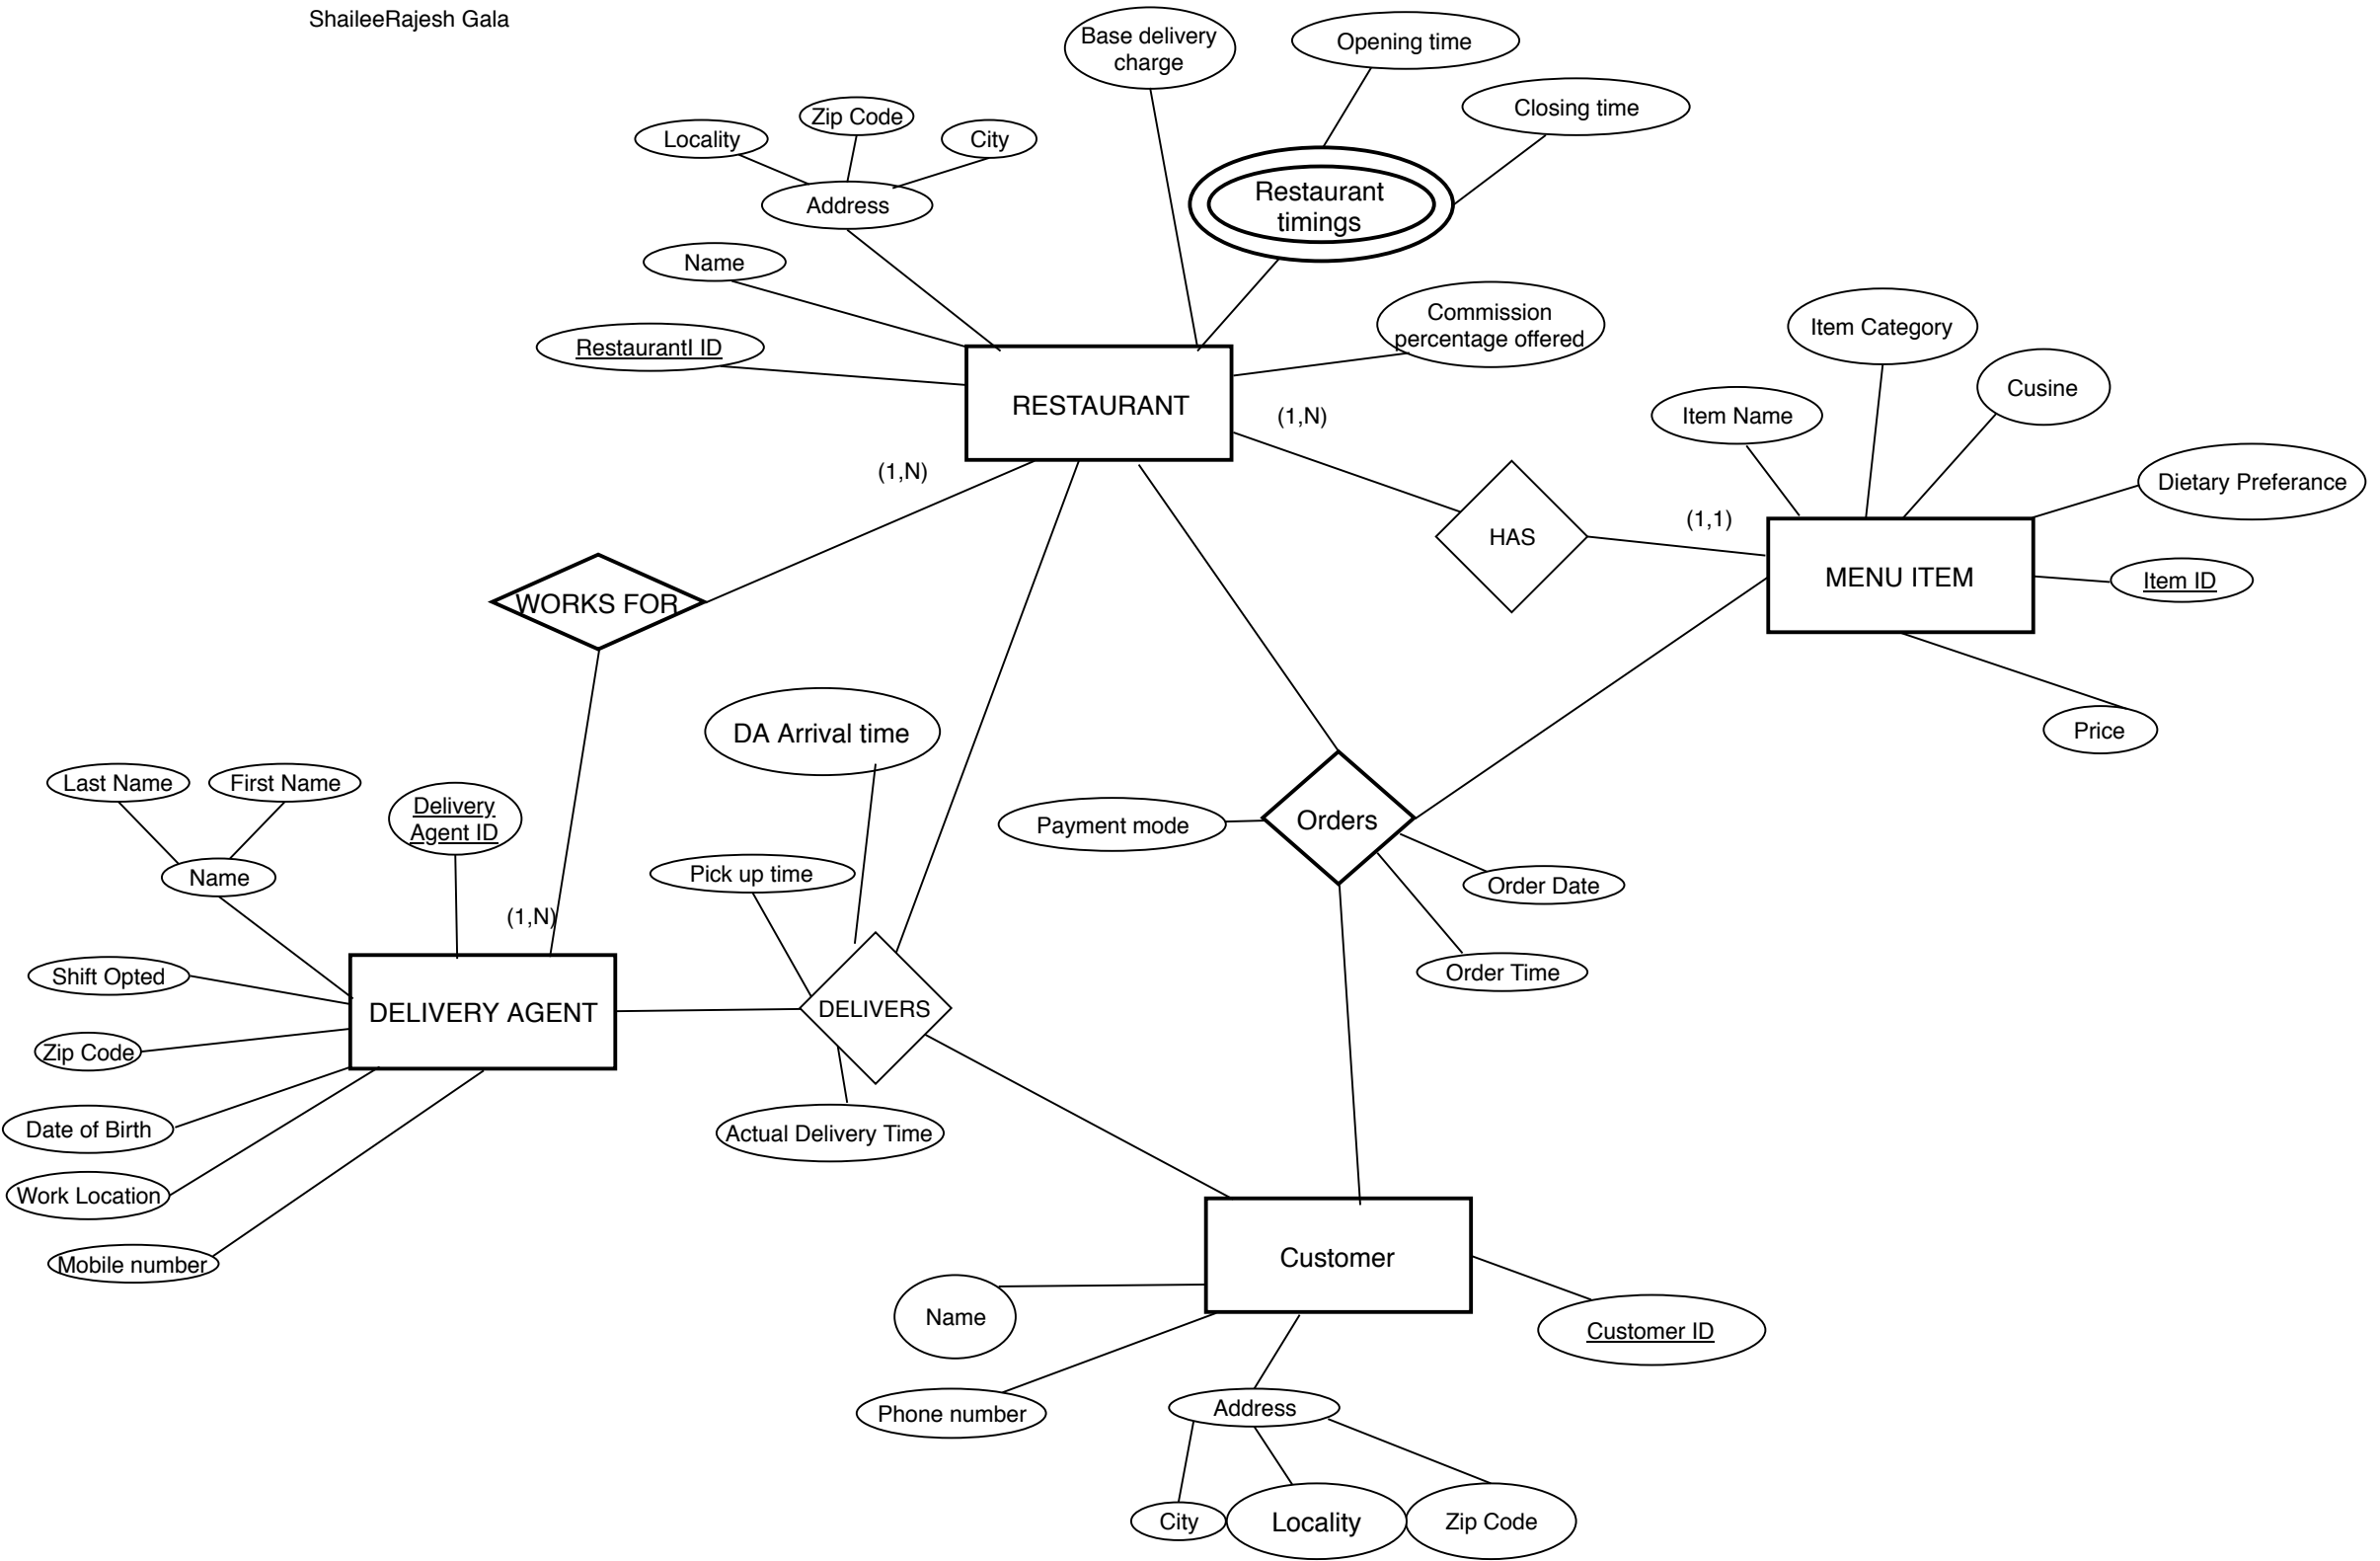 ShaileeRajesh Gala
Base delivery
charge
Opening time
Closing time
Locality
Zip Code
City
Address
Restaurant
timings
Name
RestaurantI ID
Commission
percentage offered
RESTAURANT
(1,N)
(1,N)
Item Category
Cusine
Item Name
Dietary Preferance
HAS
(1,1)
MENU ITEM
Item ID
Price
WORKS FOR
DA Arrival time
Last Name
First Name
Delivery
Agent ID
Name
Pick up time
Payment mode
Orders
Order Date
Order Time
(1,N)
Shift Opted
DELIVERY AGENT
DELIVERS
Zip Code
Date of Birth
Actual Delivery Time
Work Location
Mobile number
Customer
Name
Customer ID
Phone number
Address
City
Locality
Zip Code